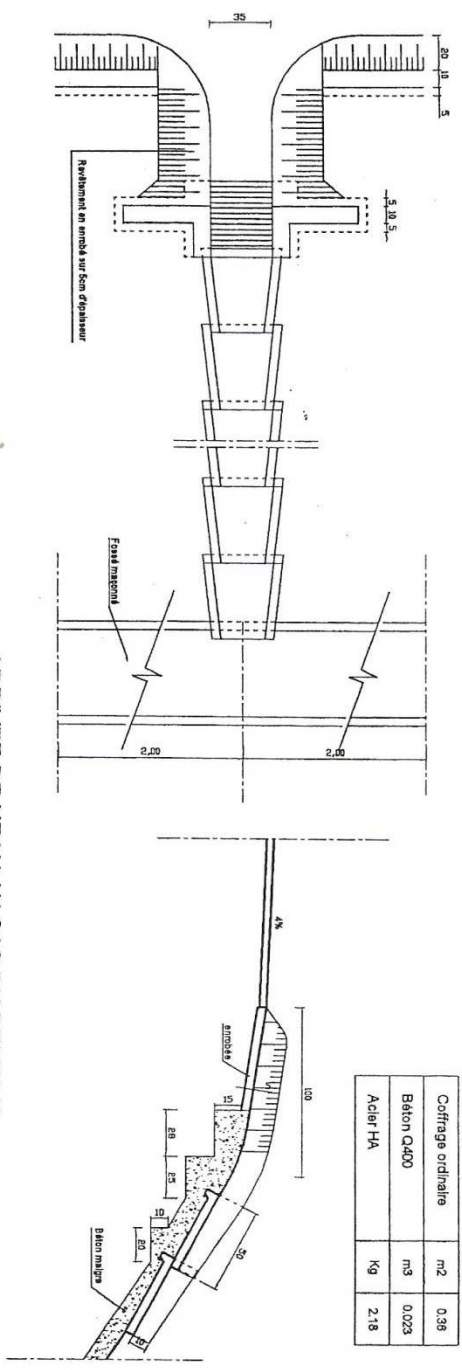 35
20
10
5
5
10
5
Revêtement en enrobé sur 5cm d'épaisseur
Fossé maçonné
2,00
2,00
4%
100
enrobée
15
28
25
10
20
50
10
Béton maigre
Coffrage ordinaire m2 0.36
Béton Q400 m3 0.023
Acier HA Kg 2.18